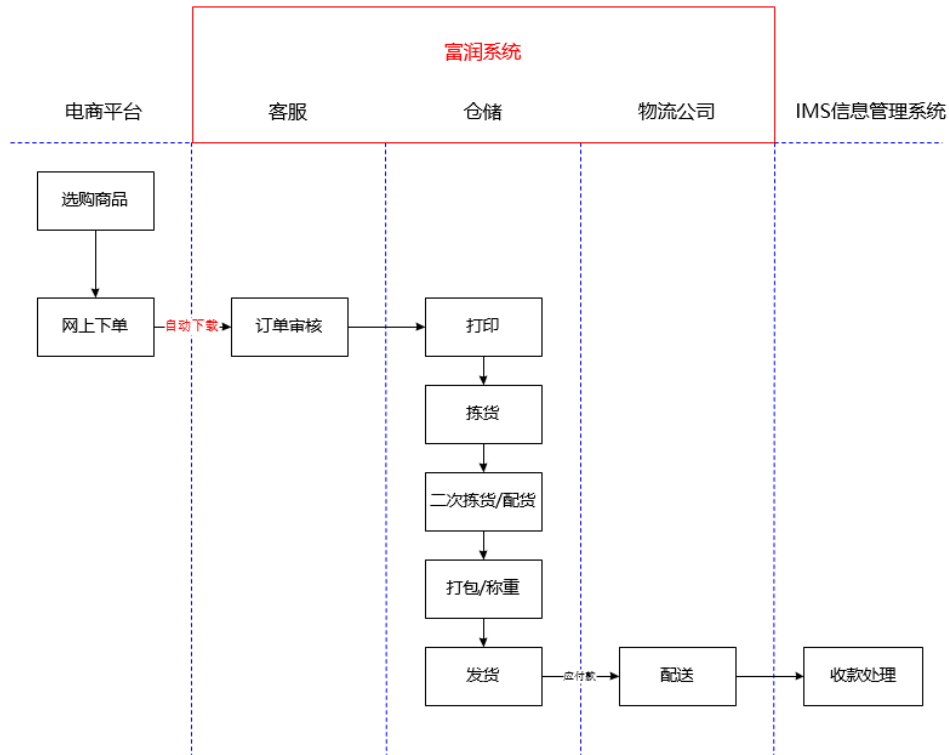 富润系统
电商平台
客服
仓储
物流公司
IMS信息管理系统
选购商品
网上下单
自动下载
订单审核
打印
拣货
二次拣货/配货
打包/称重
发货
应付款
配送
收款处理